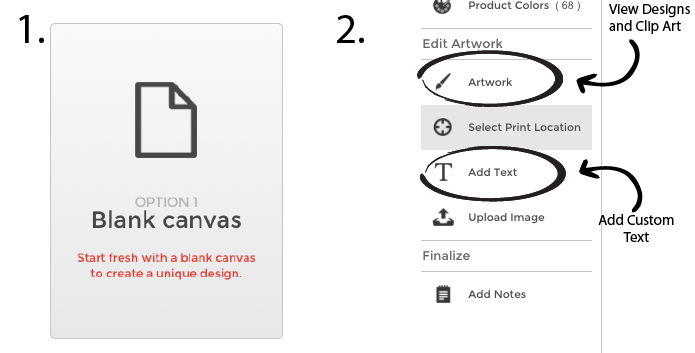 1.
OPTION 1
Blank canvas
Start fresh with a blank canvas
to create a unique design.
2.
Product Colors ( 68 )
Edit Artwork
Artwork
Select Print Location
T Add Text
Upload Image
Finalize
Add Notes
View Designs
and Clip Art
Add Custom
Text